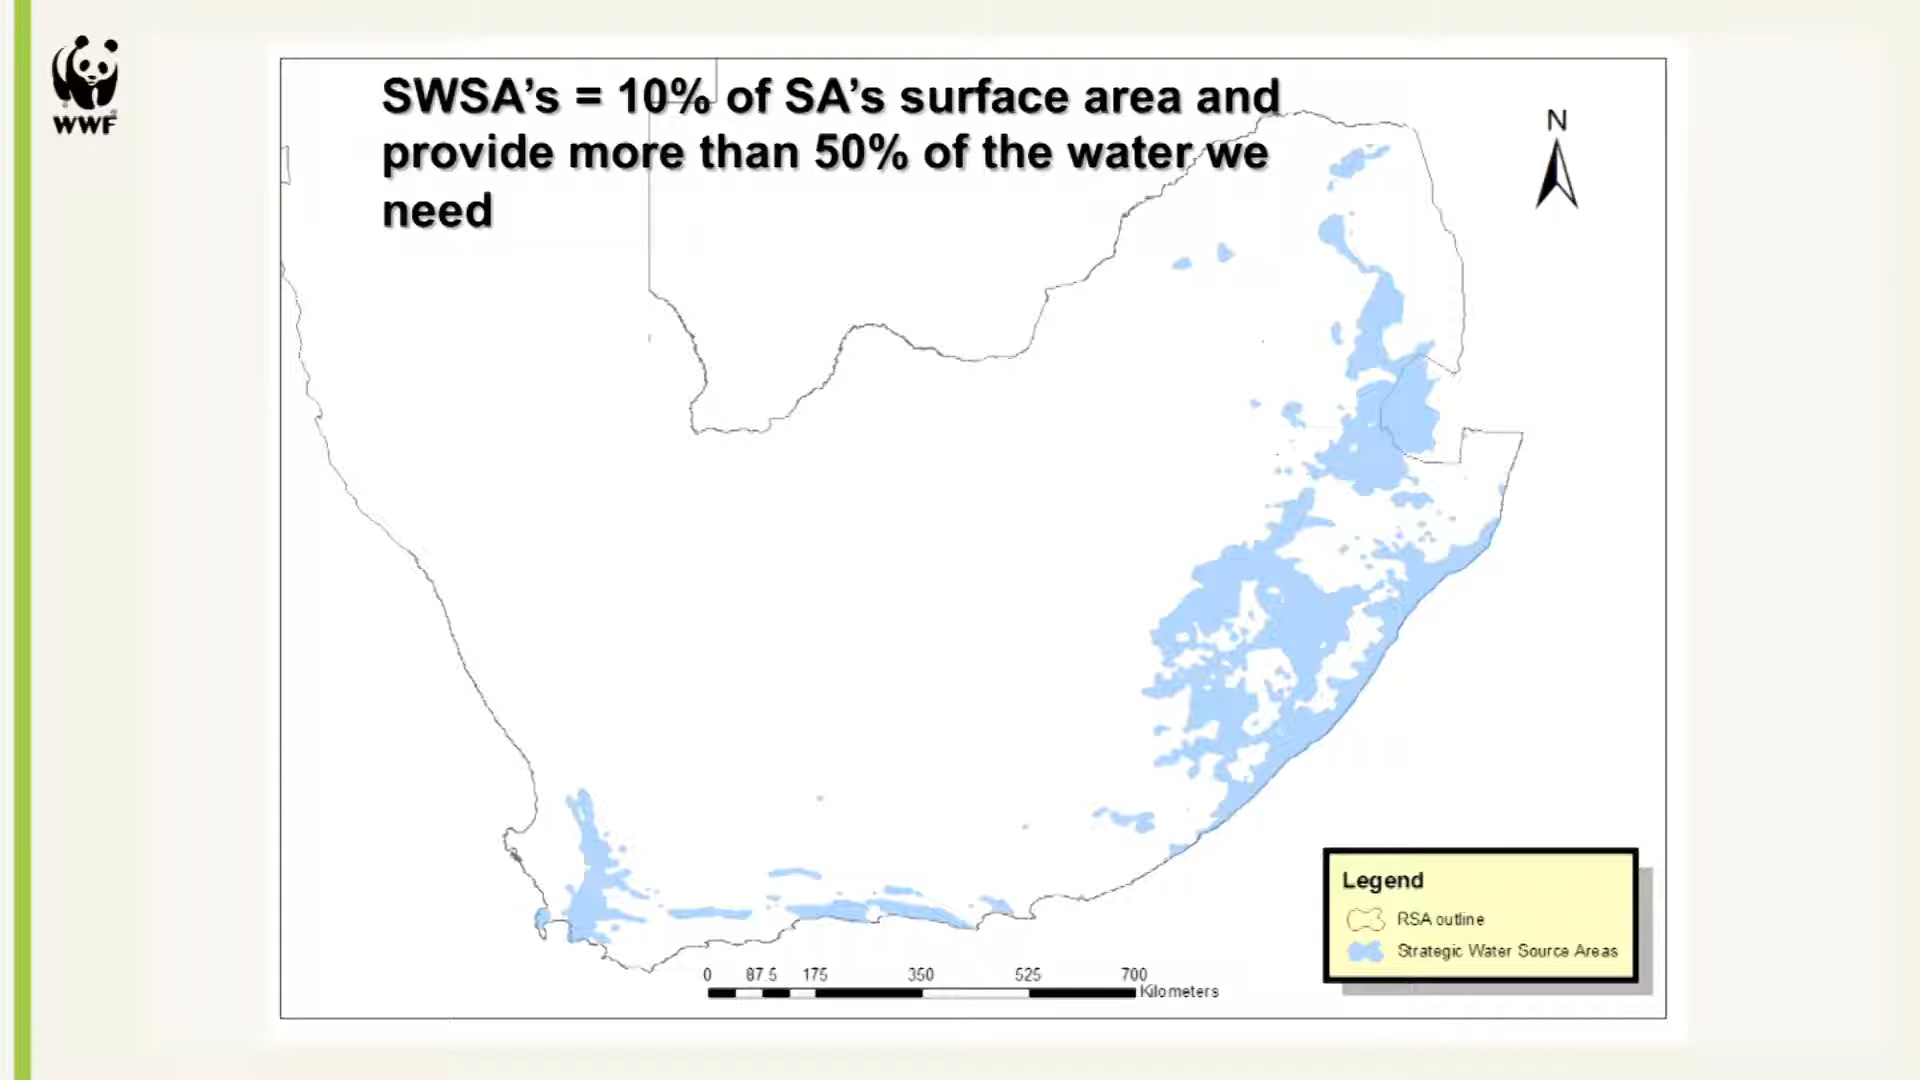 WWF
SWSA's = 10% of SA's surface area and
provide more than 50% of the water we
need
N
Legend
RSA outline
Strategic Water Source Areas
0 87.5 175 350 525 700
Kilometers